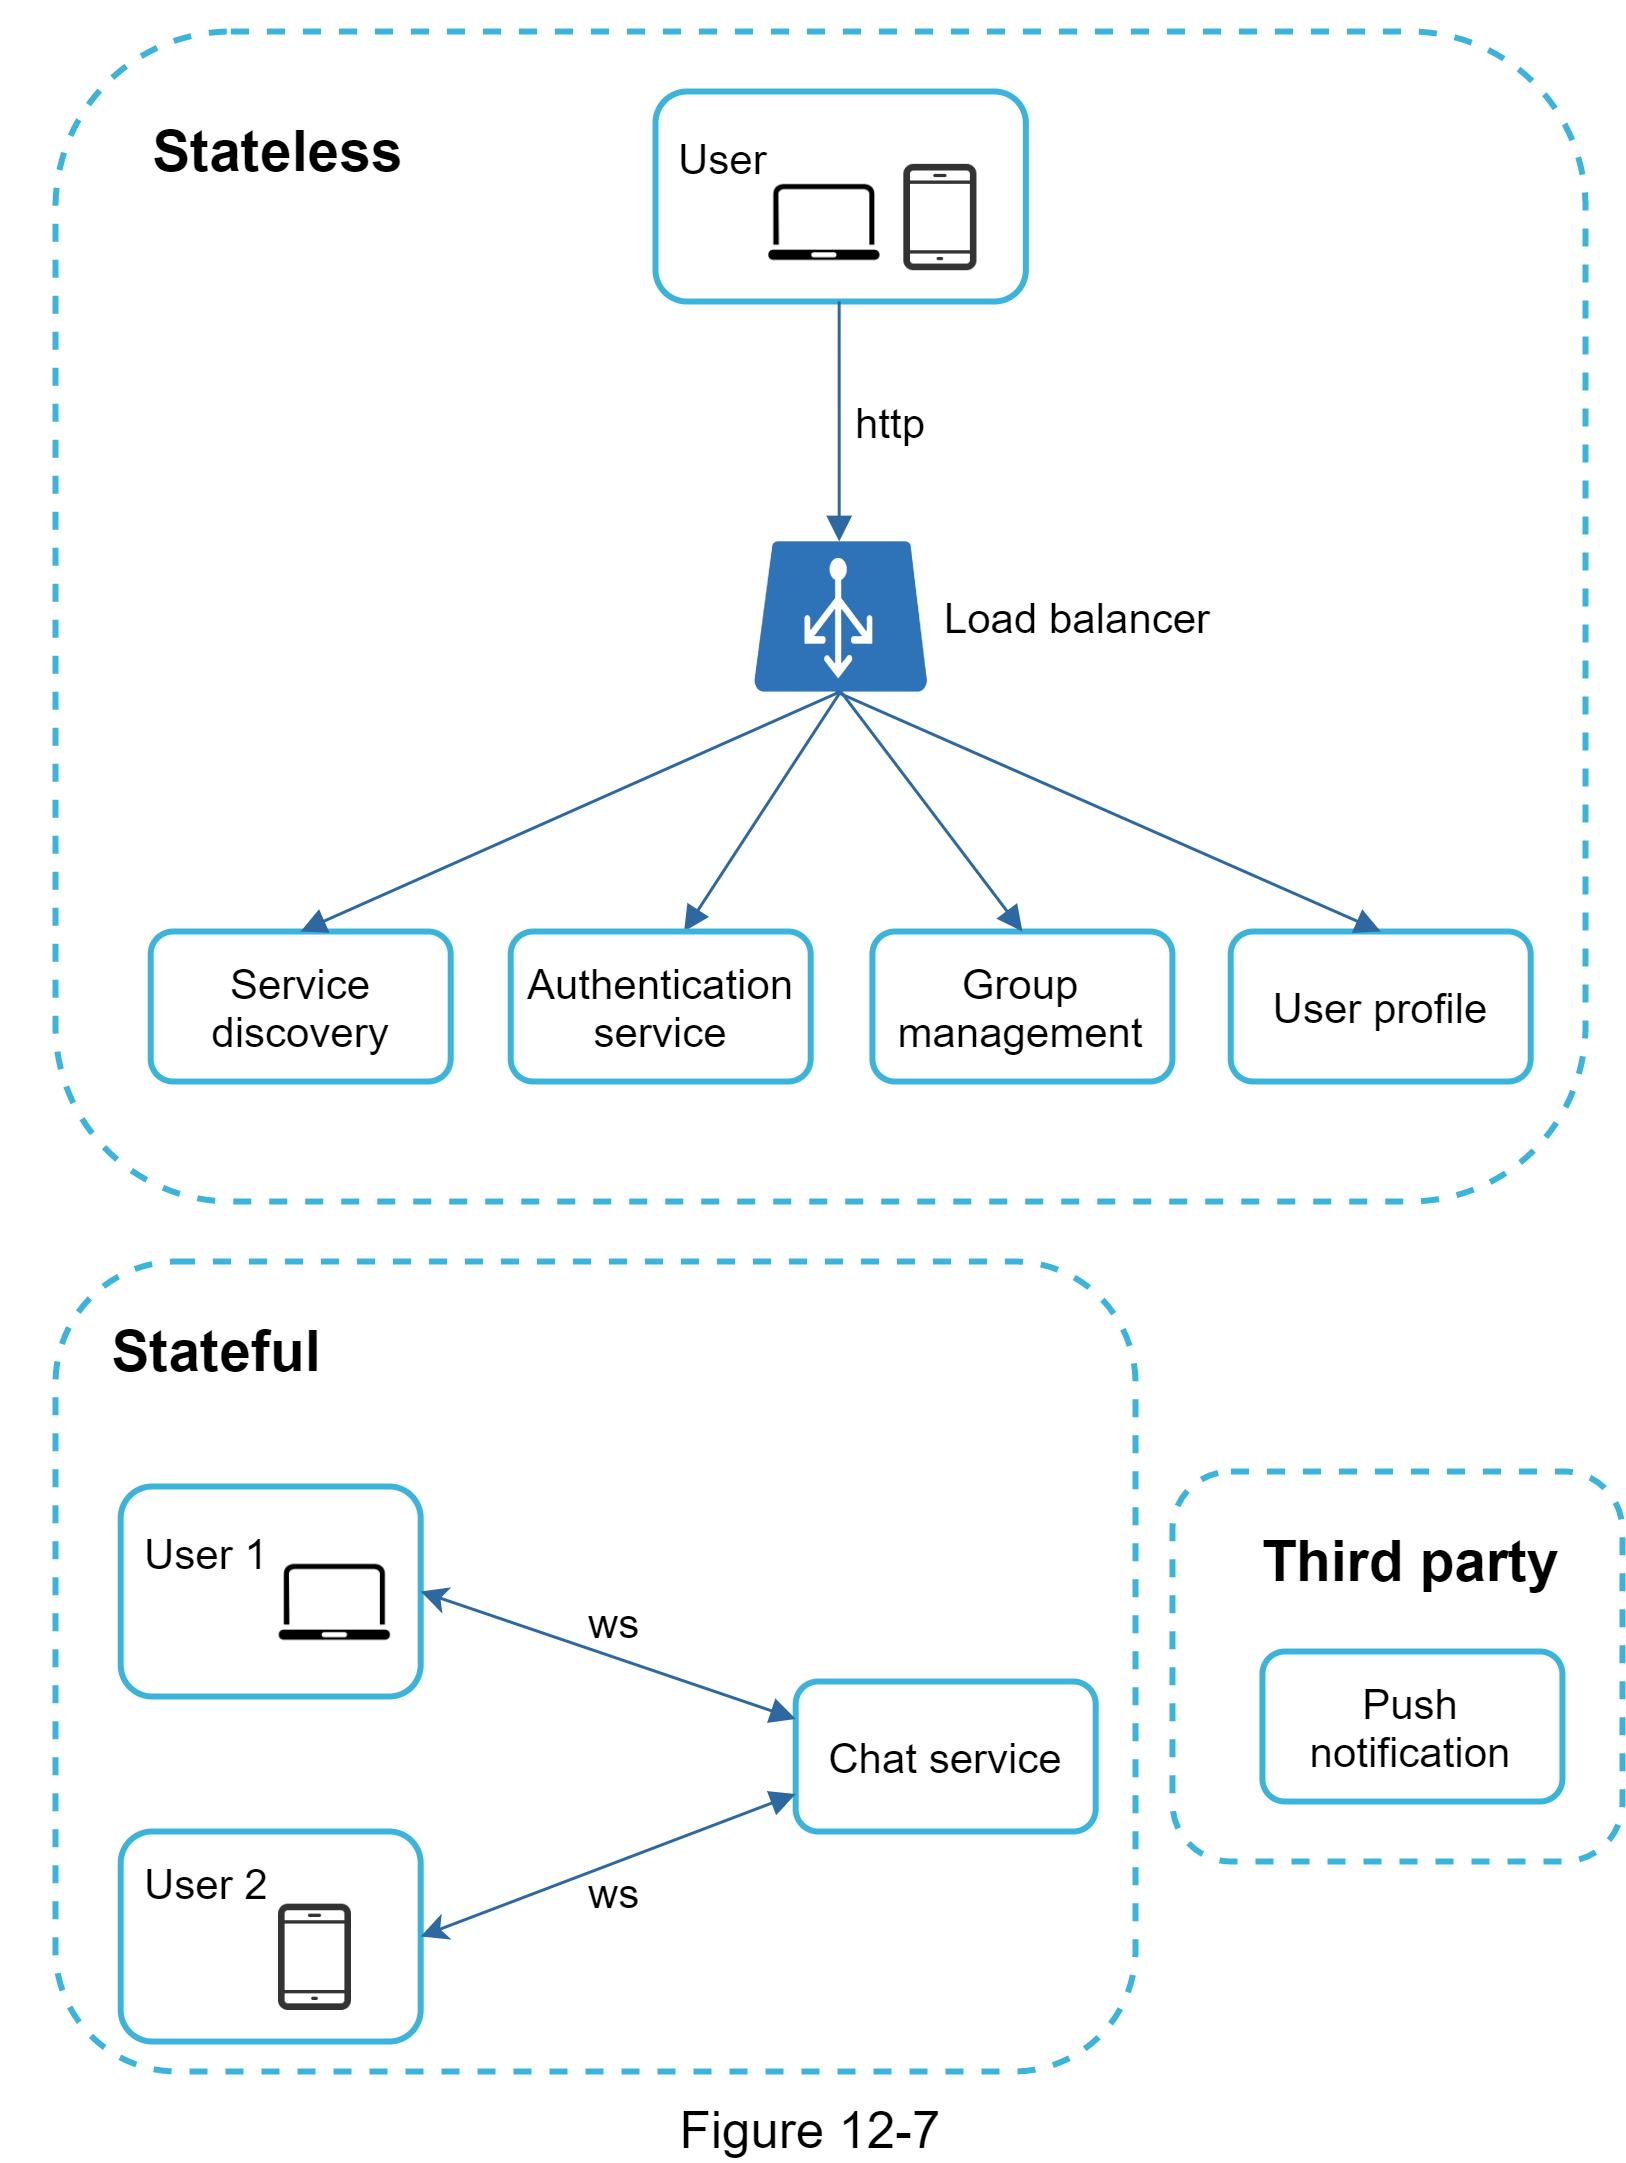 Stateless
User
http
Load balancer
Service
discovery
Authentication
service
Group
management
User profile
Stateful
User 1
ws
Chat service
User 2
ws
Third party
Push
notification
Figure 12-7